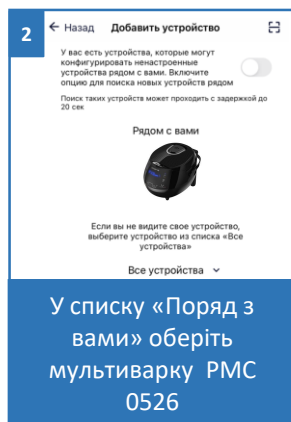 2
← Назад Добавить устройство
У вас есть устройства, которые могут
конфигурировать ненастроенные
устройства рядом с вами. Включите
опцию для поиска новых устройств рядом
Поиск таких устройств может проходить с задержкой до
20 сек
Рядом с вами
Если вы не видите свое устройство,
выберите устройство из списка «Все
устройства»
Все устройства
У списку «Поряд з
вами» оберіть
мультиварку РМС
0526